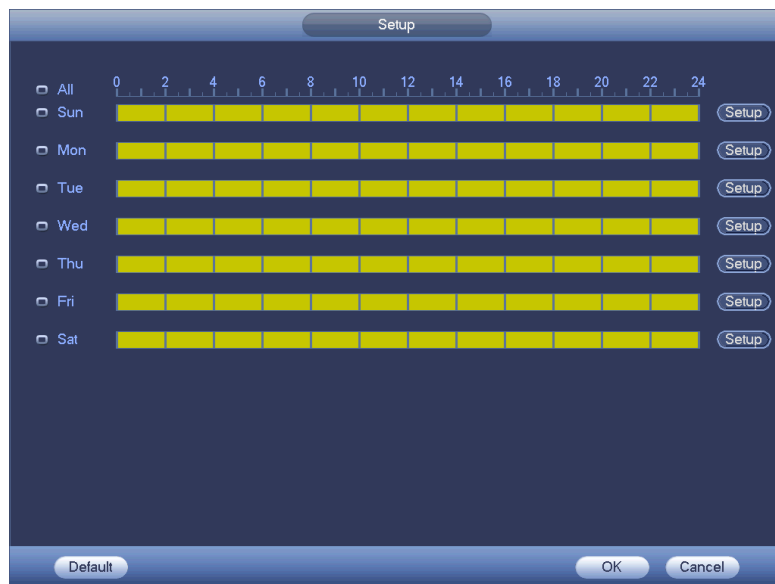 Setup
All 0 2 4 6 8 10 12 14 16 18 20 22 24
Sun Setup
Mon Setup
Tue Setup
Wed Setup
Thu Setup
Fri Setup
Sat Setup
Default OK Cancel